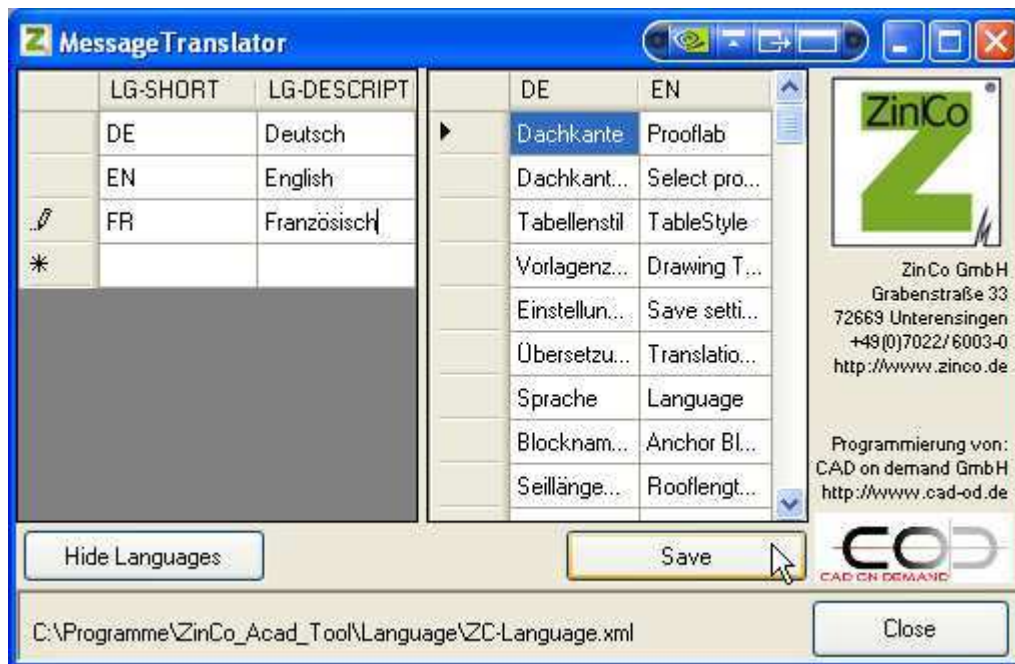 MessageTranslator
LG-SHORT LG-DESCRIPT
DE Deutsch
EN English
FR Französisch
DE EN
Dachkante Prooflab
Dachkant... Select pro...
Tabellenstil TableStyle
Vorlagenz... Drawing T...
Einstellun... Save setti...
Übersetzu... Translatio...
Sprache Language
Blocknam... Anchor Bl...
Seillänge... Rooflengt...
ZinCo
ZinCo GmbH
Grabenstraße 33
72669 Unterensingen
+49(0)7022/6003-0
http://www.zinco.de
Programmierung von:
CAD on demand GmbH
http://www.cad-od.de
COD
CAD ON DEMAND
Hide Languages
Save
C:\Programme\ZinCo_Acad_Tool\Language\ZC-Language.xml
Close